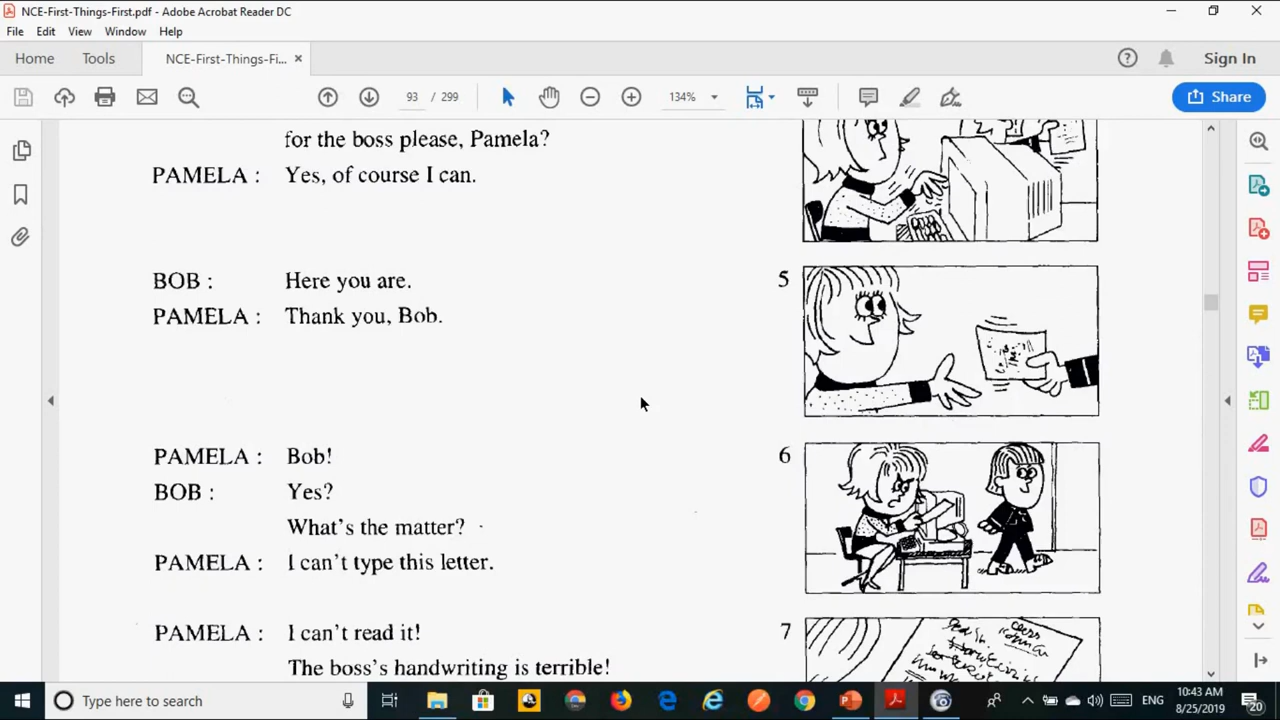 NCE-First-Things-First.pdf - Adobe Acrobat Reader DC
File Edit View Window Help
Home Tools NCE-First-Things-Fi... × Sign In
93 / 299 134% Share
for the boss please, Pamela?
PAMELA : Yes, of course I can.
BOB : Here you are. 5
PAMELA : Thank you, Bob.
PAMELA : Bob! 6
BOB : Yes?
What's the matter?
PAMELA : I can't type this letter.
PAMELA : I can't read it! 7
The boss's handwriting is terrible!
Type here to search ENG 10:43 AM
8/25/2019 20